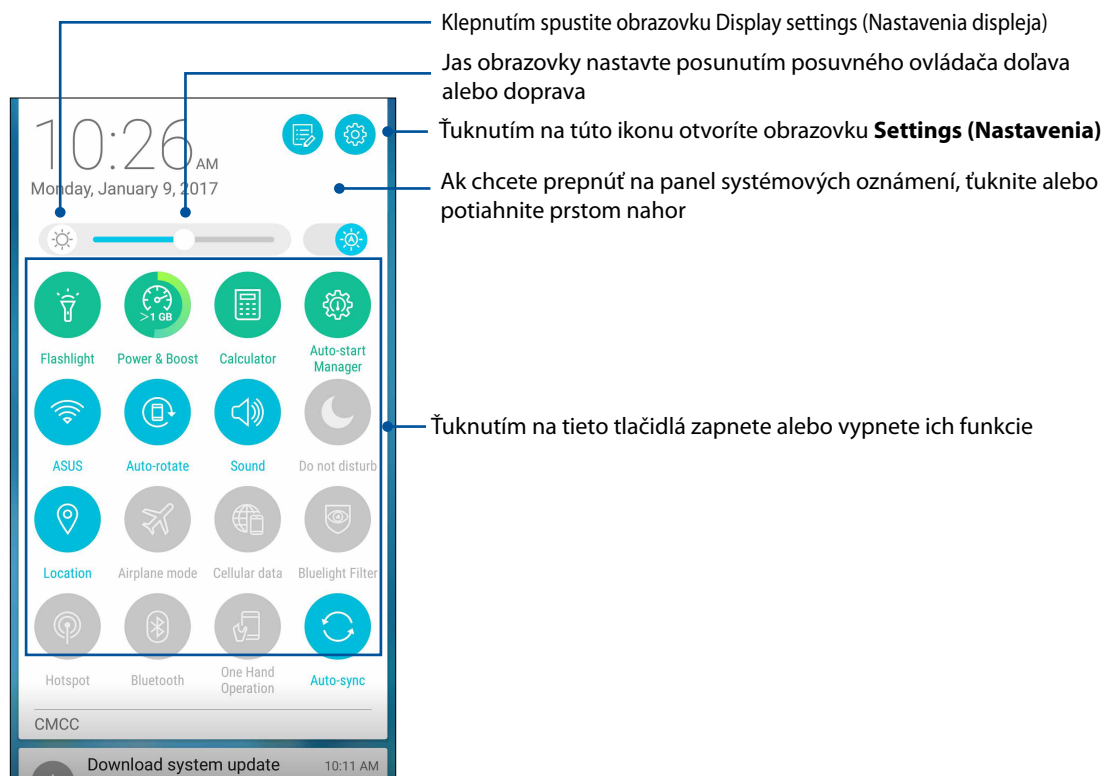 Klepnutím spustite obrazovku Display settings (Nastavenia displeja)
Jas obrazovky nastavte posunutím posuvného ovládača doľava
alebo doprava
Ťuknutím na túto ikonu otvoríte obrazovku Settings (Nastavenia)
Ak chcete prepnúť na panel systémových oznámení, ťuknite alebo
potiahnite prstom nahor
Ťuknutím na tieto tlačidlá zapnete alebo vypnete ich funkcie
10:26 AM
Monday, January 9, 2017
A
>1 GB
Flashlight
Power & Boost
Calculator
Auto-start
Manager
ASUS
Auto-rotate
Sound
Do not disturb
Location
Airplane mode
Cellular data
Bluelight Filter
Hotspot
Bluetooth
One Hand
Operation
Auto-sync
CMCC
Download system update
10:11 AM